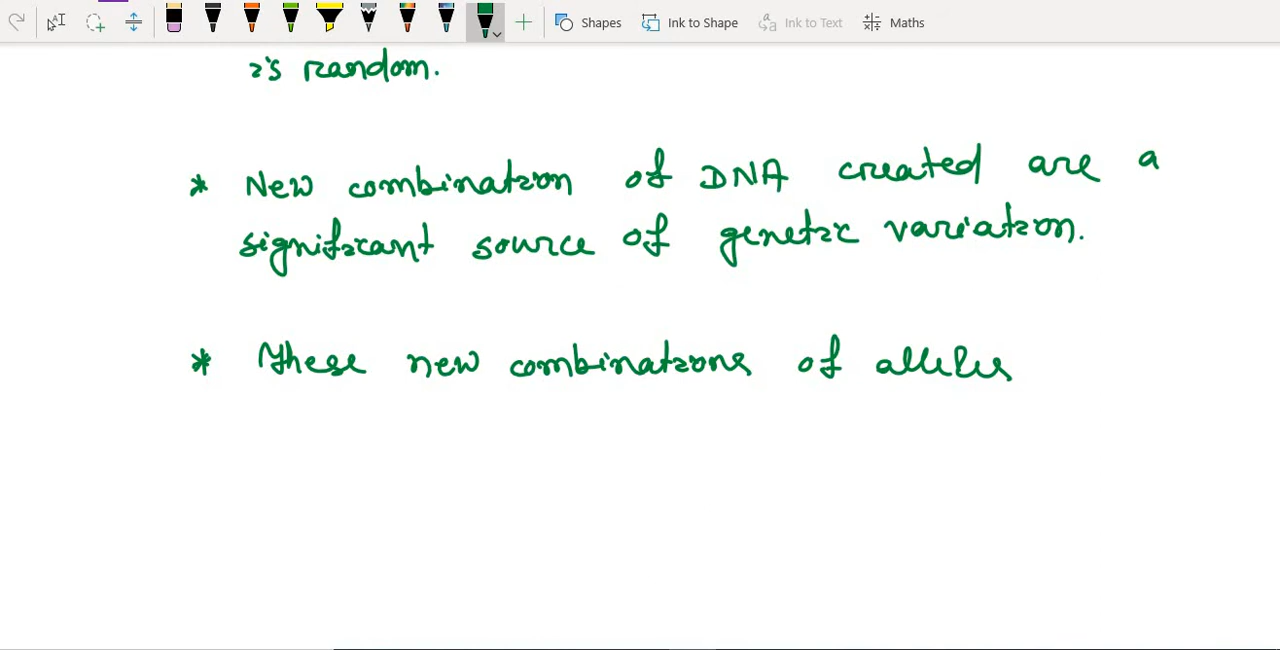 Shapes Ink to Shape Ink to Text Maths
is random.
* New combination of DNA created are a
significant source of genetic variation.
* These new combinations of alleles